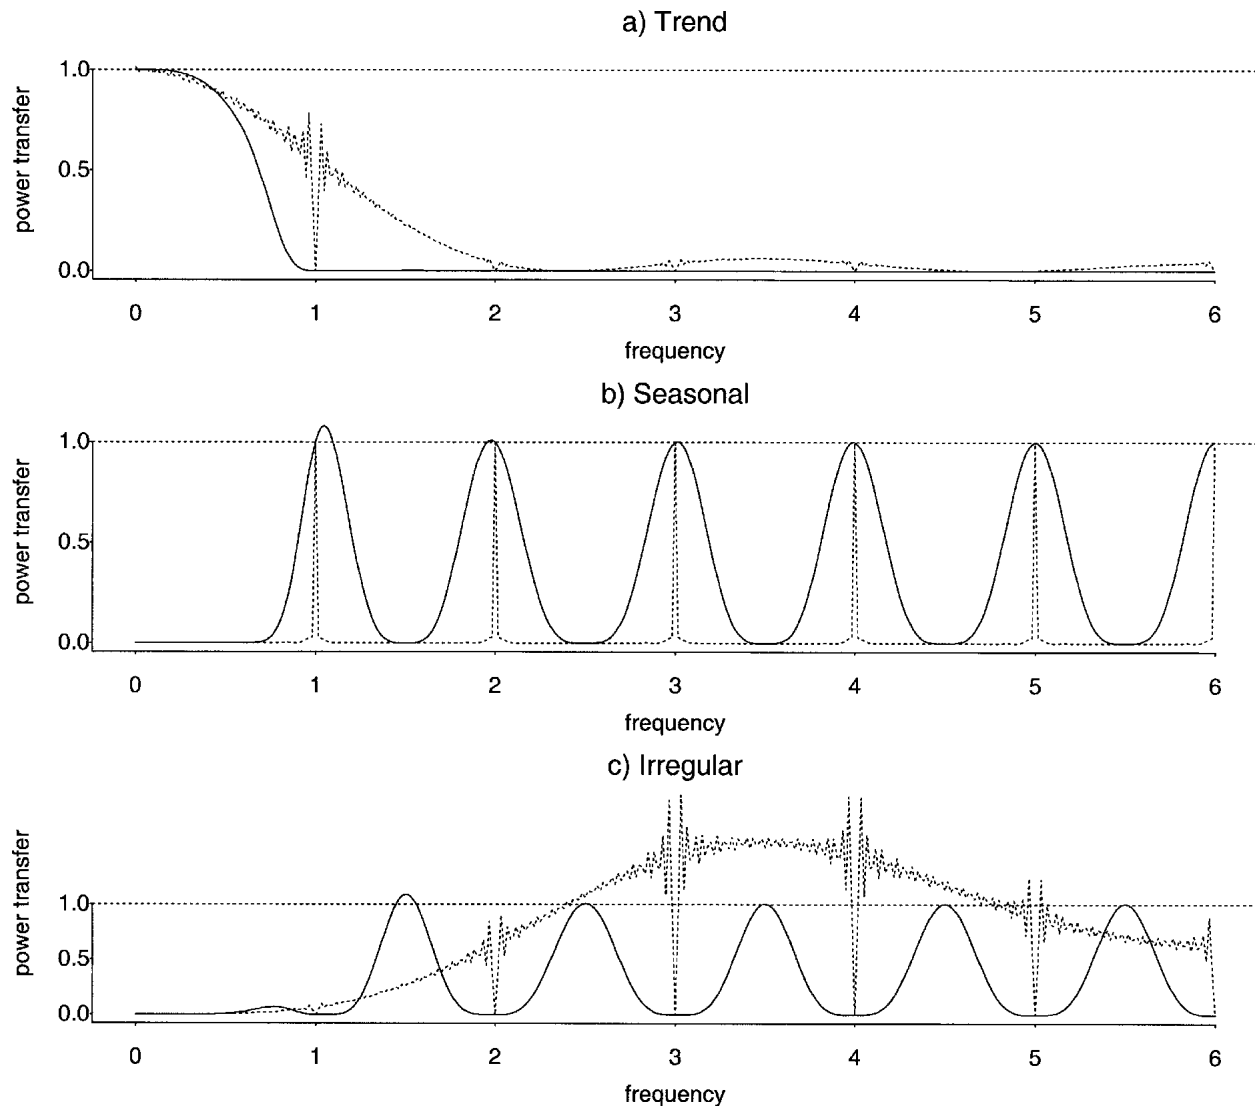 a) Trend
power transfer
1.0
0.5
0.0
0 1 2 3 4 5 6
frequency
b) Seasonal
power transfer
1.0
0.5
0.0
0 1 2 3 4 5 6
frequency
c) Irregular
power transfer
1.0
0.5
0.0
0 1 2 3 4 5 6
frequency